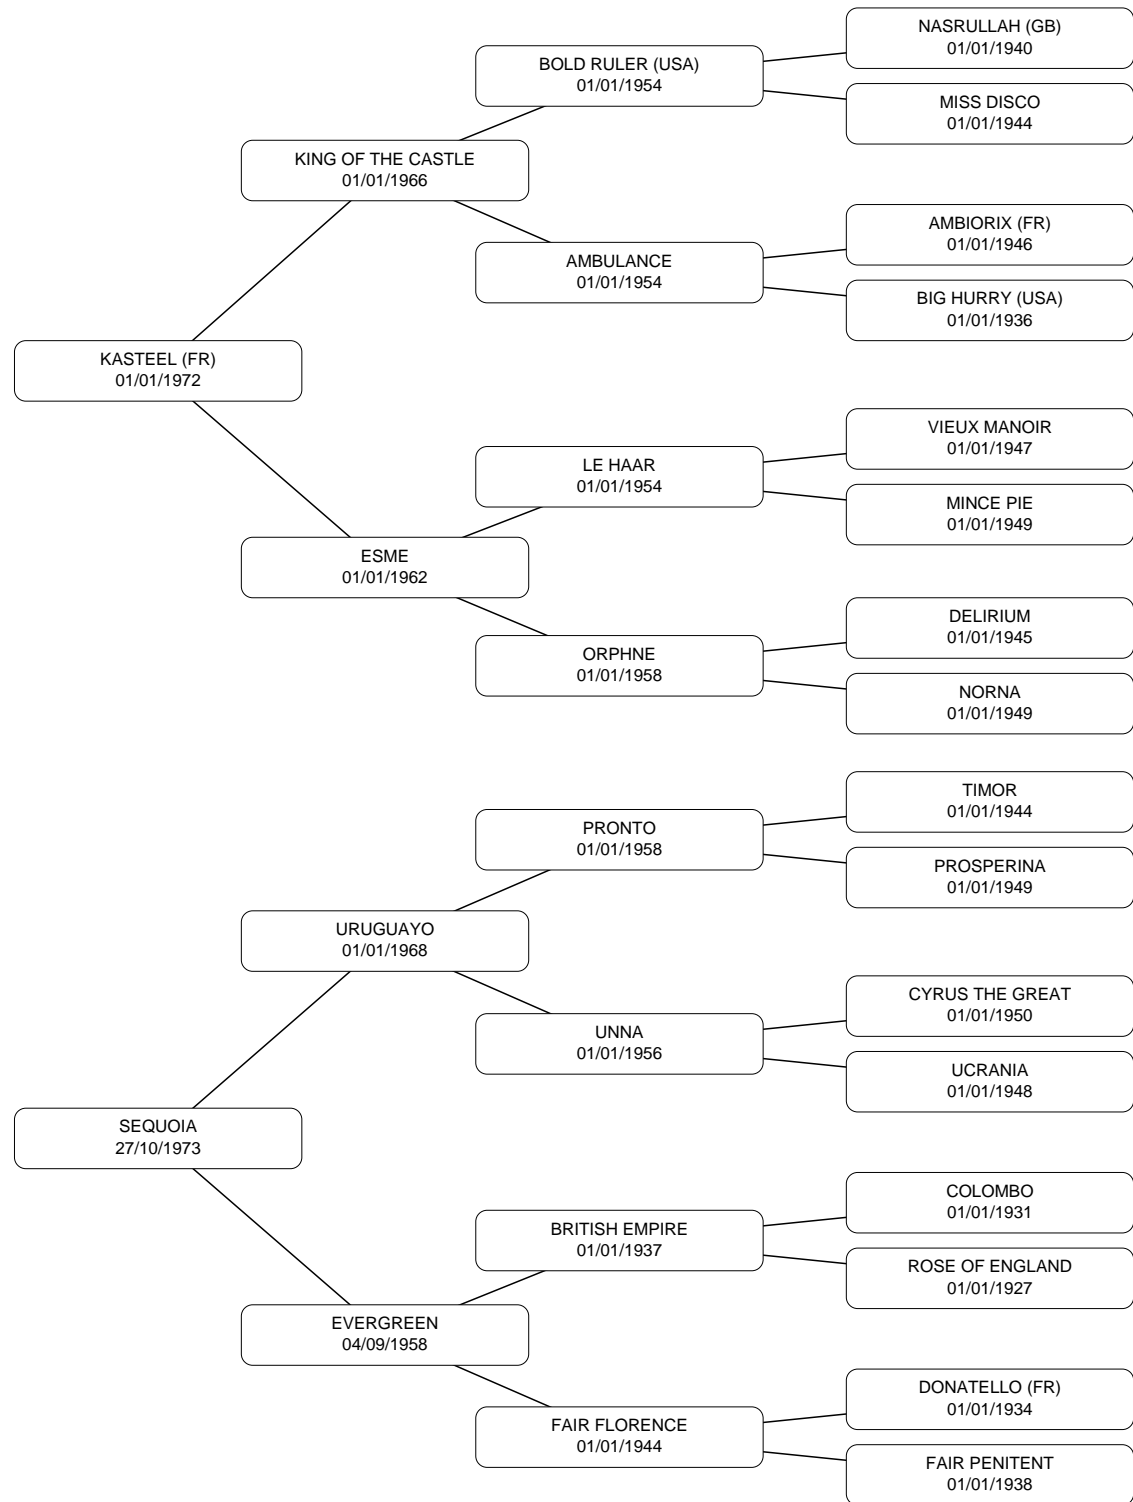 NASRULLAH (GB)
01/01/1940
BOLD RULER (USA)
01/01/1954
MISS DISCO
01/01/1944
KING OF THE CASTLE
01/01/1966
AMBIORIX (FR)
01/01/1946
AMBULANCE
01/01/1954
BIG HURRY (USA)
01/01/1936
KASTEEL (FR)
01/01/1972
VIEUX MANOIR
01/01/1947
LE HAAR
01/01/1954
MINCE PIE
01/01/1949
ESME
01/01/1962
DELIRIUM
01/01/1945
ORPHNE
01/01/1958
NORNA
01/01/1949
TIMOR
01/01/1944
PRONTO
01/01/1958
PROSPERINA
01/01/1949
URUGUAYO
01/01/1968
CYRUS THE GREAT
01/01/1950
UNNA
01/01/1956
UCRANIA
01/01/1948
SEQUOIA
27/10/1973
COLOMBO
01/01/1931
BRITISH EMPIRE
01/01/1937
ROSE OF ENGLAND
01/01/1927
EVERGREEN
04/09/1958
DONATELLO (FR)
01/01/1934
FAIR FLORENCE
01/01/1944
FAIR PENITENT
01/01/1938